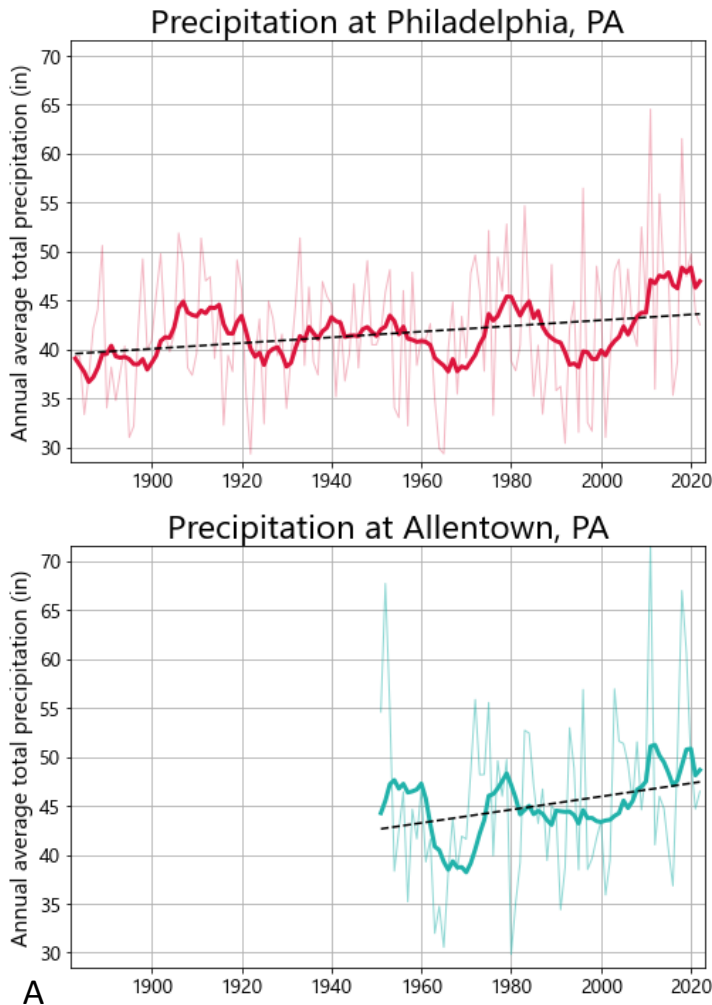 Precipitation at Philadelphia, PA
Annual average total precipitation (in)
70
65
60
55
50
45
40
35
30
1900 1920 1940 1960 1980 2000 2020
Precipitation at Allentown, PA
Annual average total precipitation (in)
70
65
60
55
50
45
40
35
30
1900 1920 1940 1960 1980 2000 2020
A